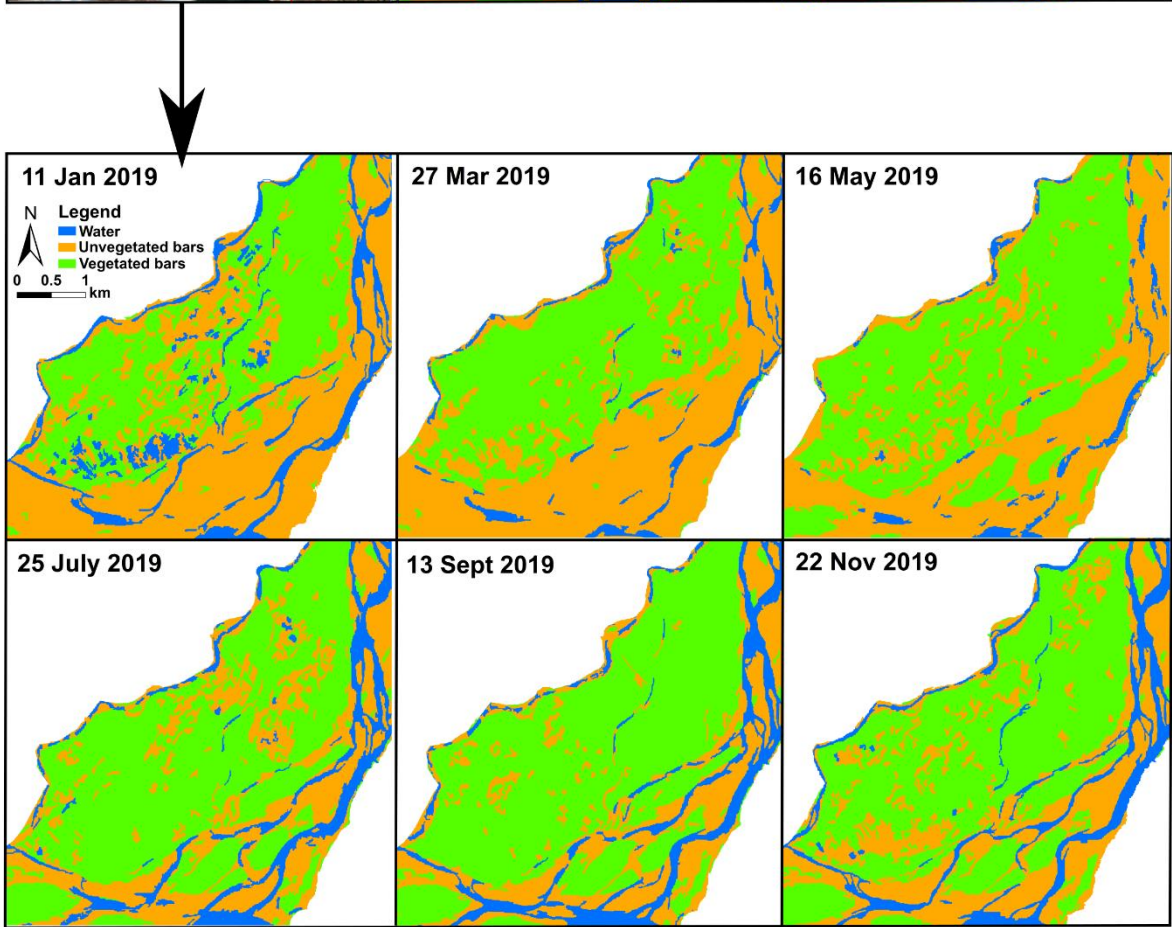 11 Jan 2019
N
Legend
Water
Unvegetated bars
Vegetated bars
0 0.5 1
km
27 Mar 2019
16 May 2019
25 July 2019
13 Sept 2019
22 Nov 2019